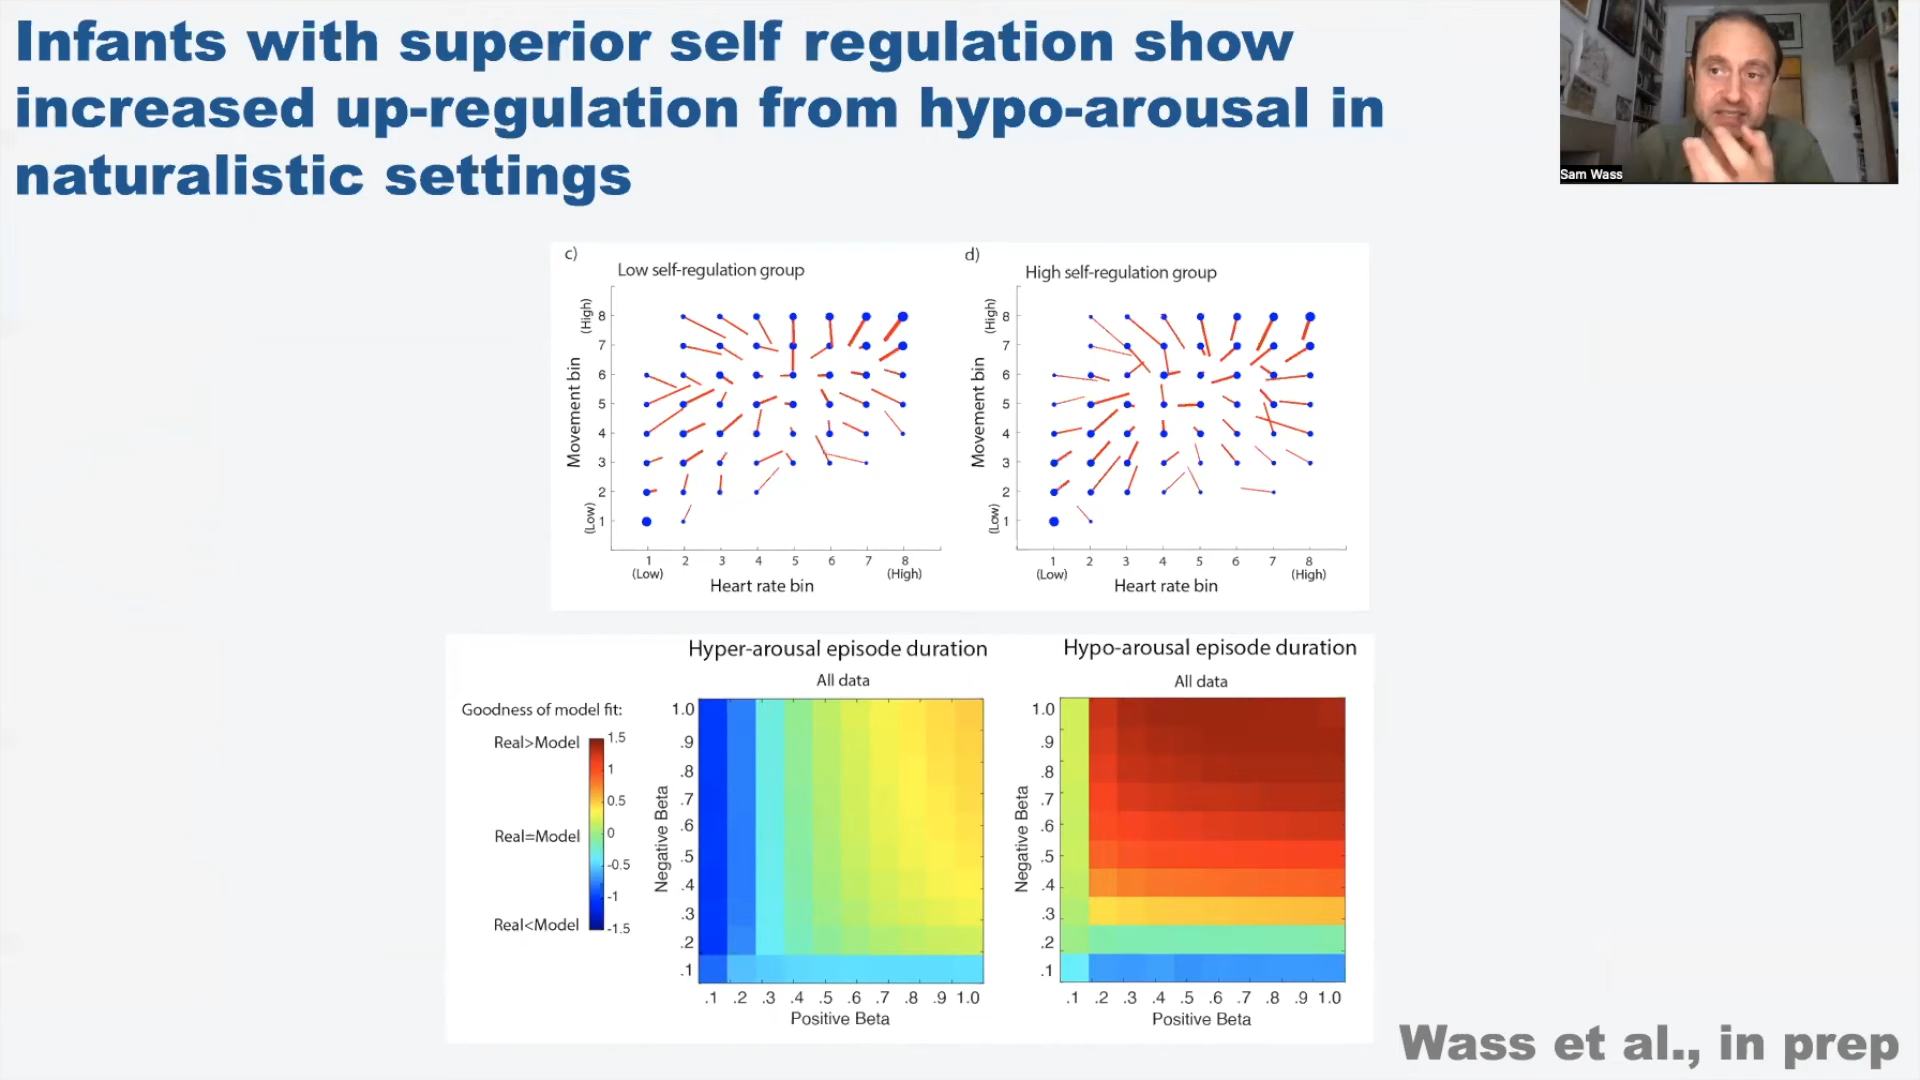 Infants with superior self regulation show
increased up-regulation from hypo-arousal in
naturalistic settings
Sam Wass
c)
Low self-regulation group
(High)
8
7
6
5
4
3
2
1
(Low)
Movement bin
1 2 3 4 5 6 7 8
(Low) (High)
Heart rate bin
d)
High self-regulation group
(High)
8
7
6
5
4
3
2
1
(Low)
Movement bin
1 2 3 4 5 6 7 8
(Low) (High)
Heart rate bin
Goodness of model fit:
Real>Model
Real=Model
Real<Model
1.5
1
0.5
0
-0.5
-1
-1.5
Hyper-arousal episode duration
All data
Negative Beta
1.0
.9
.8
.7
.6
.5
.4
.3
.2
.1
.1 .2 .3 .4 .5 .6 .7 .8 .9 1.0
Positive Beta
Hypo-arousal episode duration
All data
Negative Beta
1.0
.9
.8
.7
.6
.5
.4
.3
.2
.1
.1 .2 .3 .4 .5 .6 .7 .8 .9 1.0
Positive Beta
Wass et al., in prep